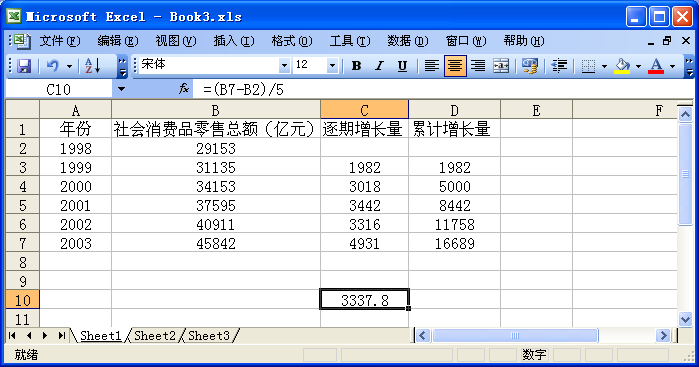 Microsoft Excel - Book3.xls
文件(F) 编辑(E) 视图(V) 插入(I) 格式(O) 工具(T) 数据(D) 窗口(W) 帮助(H)
宋体 12 B I U A
C10 fx =(B7-B2)/5
A B C D E F
1 年份 社会消费品零售总额（亿元） 逐期增长量 累计增长量
2 1998 29153
3 1999 31135 1982 1982
4 2000 34153 3018 5000
5 2001 37595 3442 8442
6 2002 40911 3316 11758
7 2003 45842 4931 16689
8
9
10 3337.8
11
Sheet1 Sheet2 Sheet3
就绪 数字